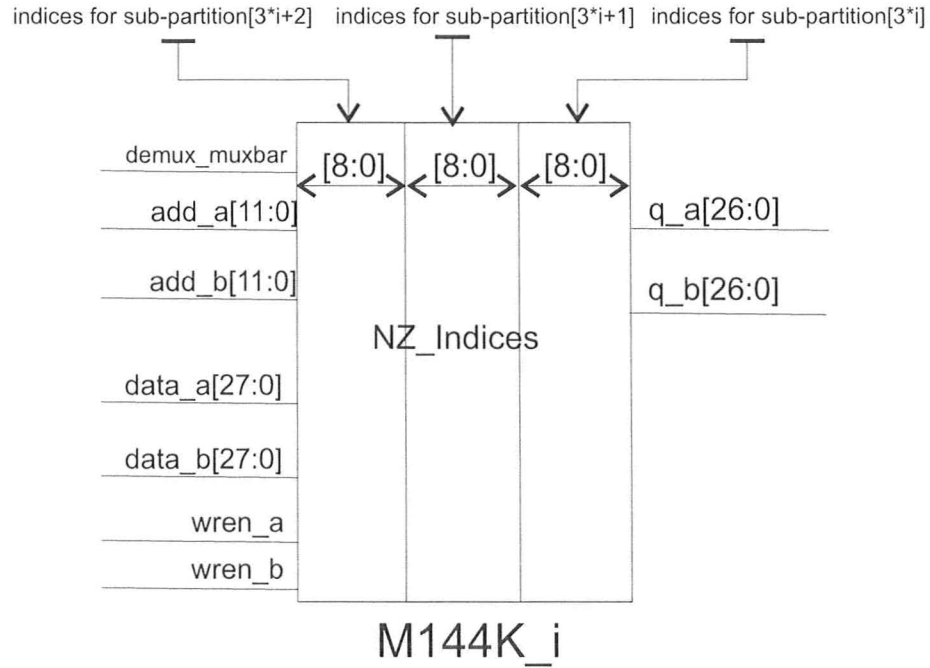 indices for sub-partition[3*i+2] indices for sub-partition[3*i+1] indices for sub-partition[3*i]
demux_muxbar [8:0] [8:0] [8:0]
add_a[11:0] q_a[26:0]
add_b[11:0] q_b[26:0]
NZ_Indices
data_a[27:0]
data_b[27:0]
wren_a
wren_b
M144K_i